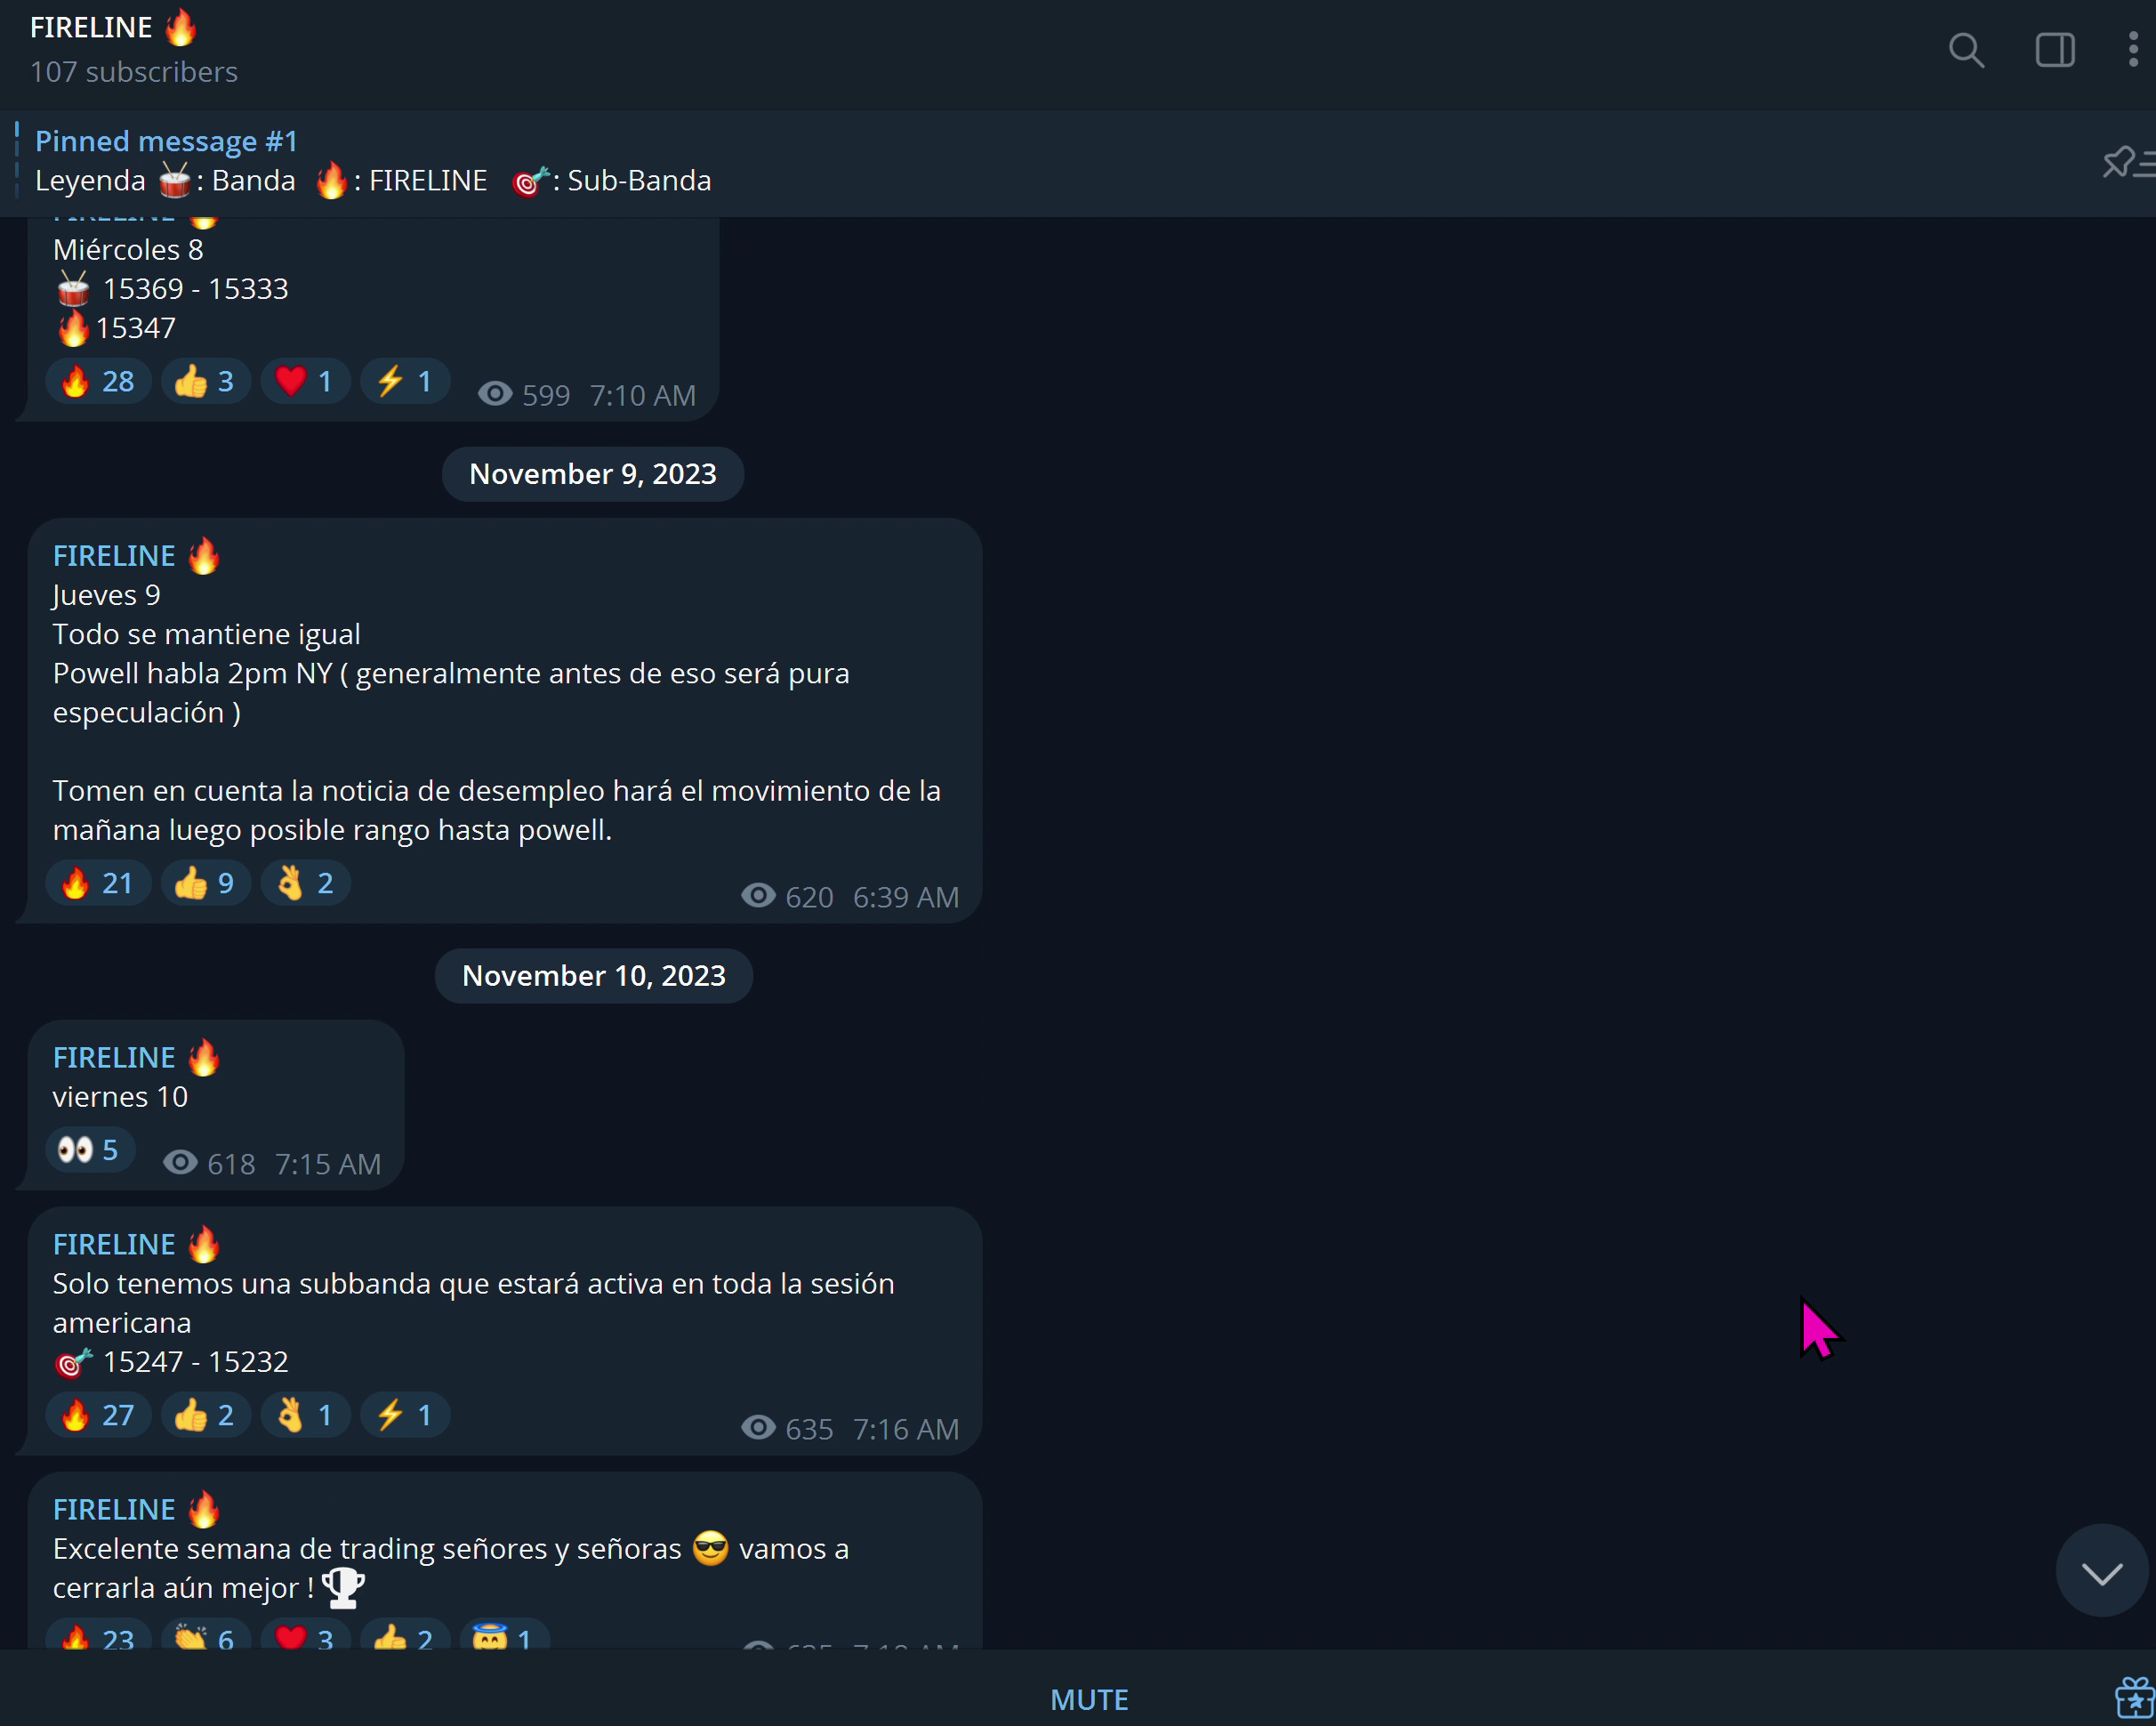 FIRELINE 🔥
107 subscribers
Pinned message #1
Leyenda 🥁: Banda 🔥: FIRELINE 🎯: Sub-Banda
FIRELINE 🔥
Miércoles 8
🥁 15369 - 15333
🔥15347
🔥 28 👍 3 ❤️ 1 ⚡ 1 599 7:10 AM
November 9, 2023
FIRELINE 🔥
Jueves 9
Todo se mantiene igual
Powell habla 2pm NY ( generalmente antes de eso será pura
especulación )
Tomen en cuenta la noticia de desempleo hará el movimiento de la
mañana luego posible rango hasta powell.
🔥 21 👍 9 👌 2 620 6:39 AM
November 10, 2023
FIRELINE 🔥
viernes 10
👀 5 618 7:15 AM
FIRELINE 🔥
Solo tenemos una subbanda que estará activa en toda la sesión
americana
🎯 15247 - 15232
🔥 27 👍 2 👌 1 ⚡ 1 635 7:16 AM
FIRELINE 🔥
Excelente semana de trading señores y señoras 😎 vamos a
cerrarla aún mejor ! 🏆
🔥 23 👏 6 ❤️ 3 👍 2 😇 1
MUTE